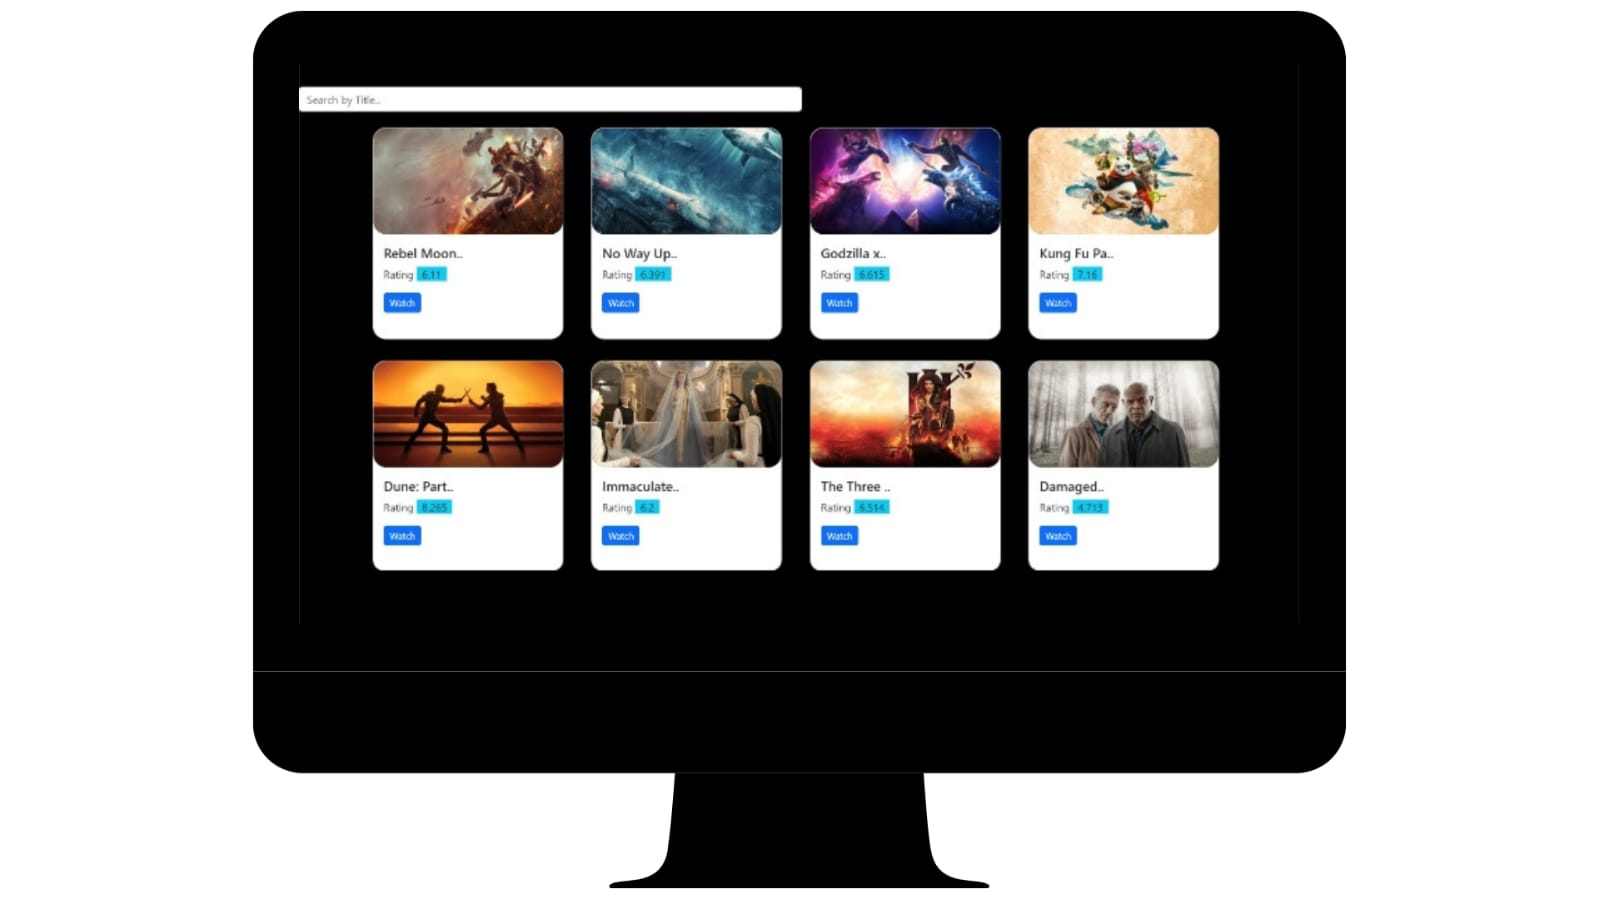 Search by Title..
Rebel Moon..
Rating 6.11
Watch
No Way Up..
Rating 6.391
Watch
Godzilla x..
Rating 6.615
Watch
Kung Fu Pa..
Rating 7.16
Watch
Dune: Part..
Rating 8.265
Watch
Immaculate..
Rating 6.2
Watch
The Three ..
Rating 6.514
Watch
Damaged..
Rating 4.713
Watch